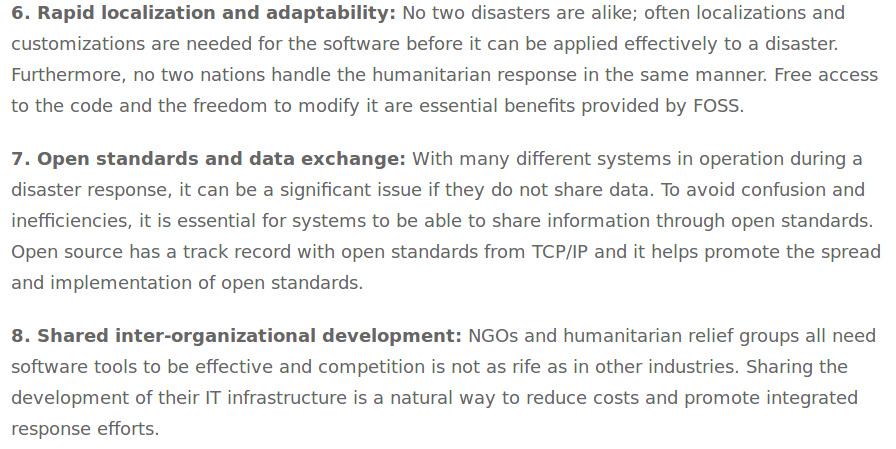 6. Rapid localization and adaptability: No two disasters are alike; often localizations and
customizations are needed for the software before it can be applied effectively to a disaster.
Furthermore, no two nations handle the humanitarian response in the same manner. Free access
to the code and the freedom to modify it are essential benefits provided by FOSS.
7. Open standards and data exchange: With many different systems in operation during a
disaster response, it can be a significant issue if they do not share data. To avoid confusion and
inefficiencies, it is essential for systems to be able to share information through open standards.
Open source has a track record with open standards from TCP/IP and it helps promote the spread
and implementation of open standards.
8. Shared inter-organizational development: NGOs and humanitarian relief groups all need
software tools to be effective and competition is not as rife as in other industries. Sharing the
development of their IT infrastructure is a natural way to reduce costs and promote integrated
response efforts.